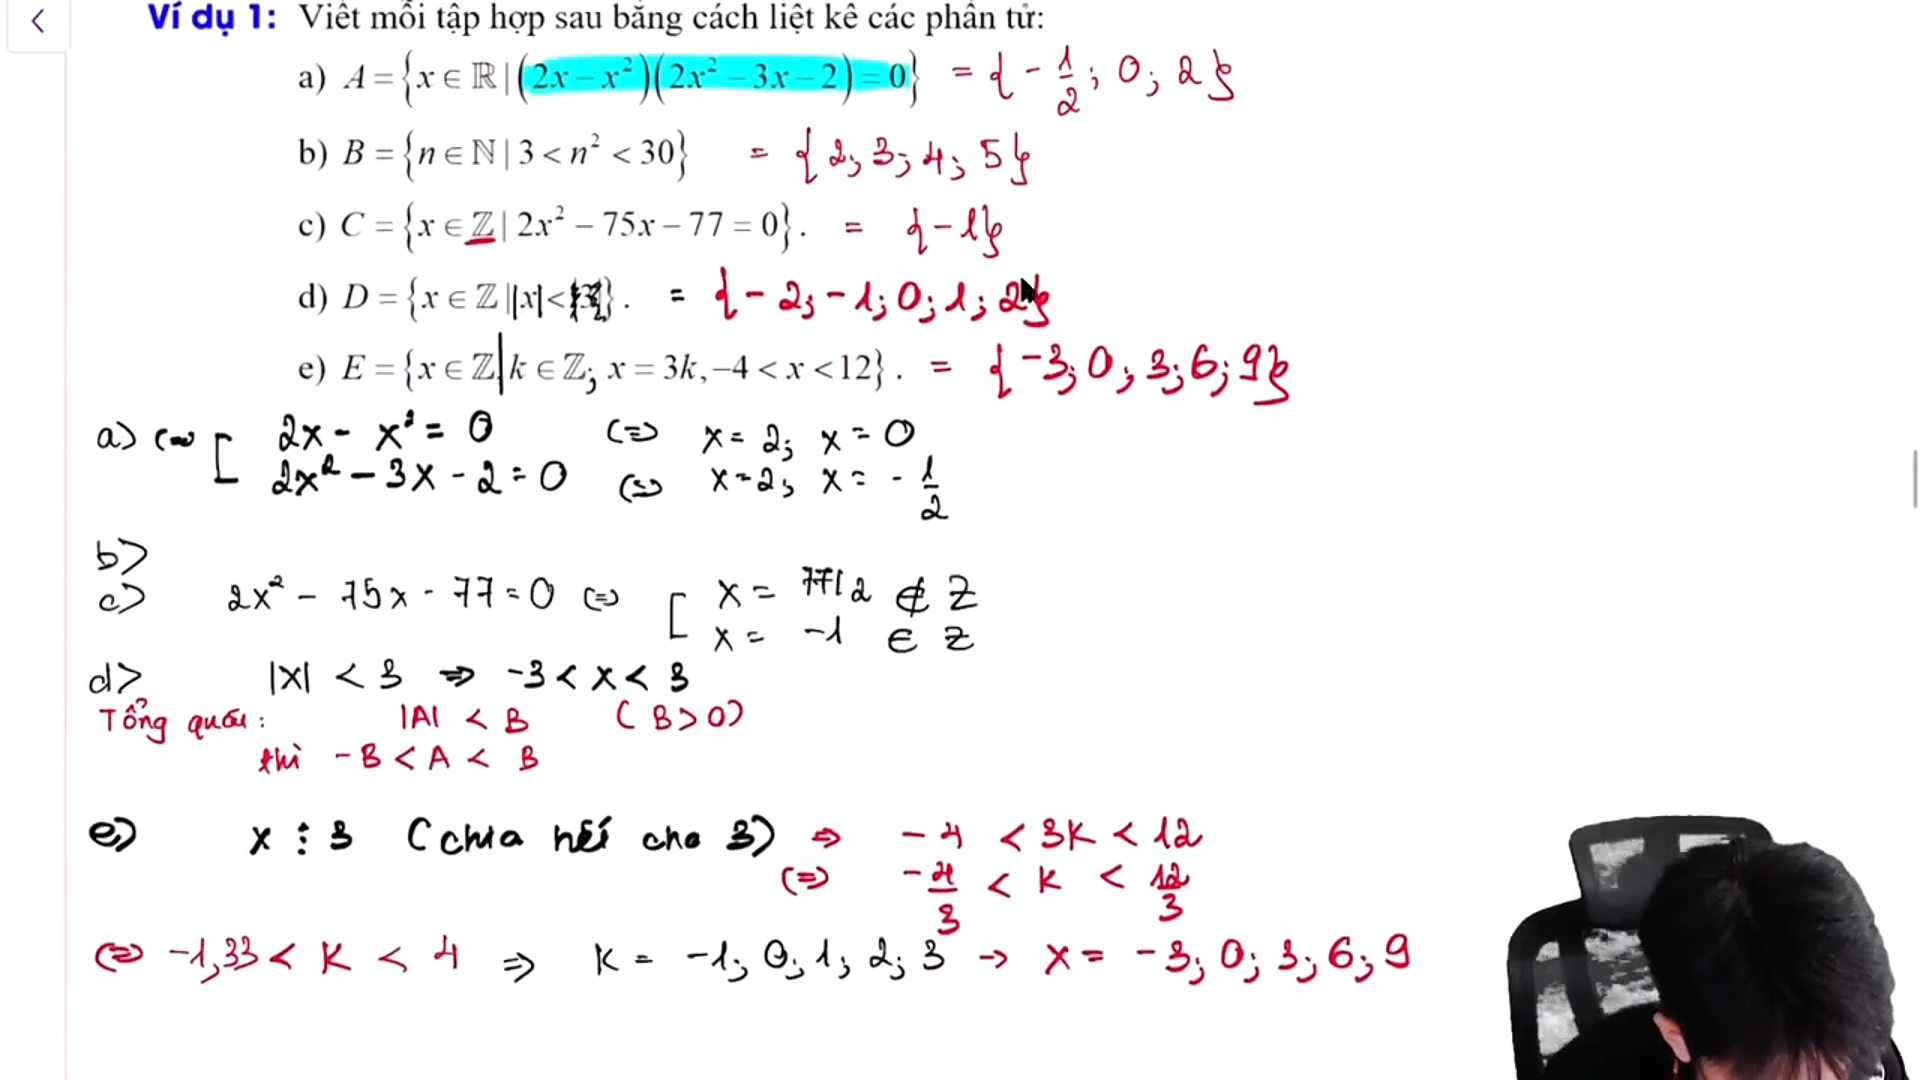 Ví dụ 1: Viết mỗi tập hợp sau bằng cách liệt kê các phần tử:
a) A = {x ∈ ℝ | (2x − x²)(2x² − 3x − 2) = 0} = {-1/2; 0; 2}
b) B = {n ∈ ℕ | 3 < n² < 30} = {2; 3; 4; 5}
c) C = {x ∈ ℤ | 2x² − 75x − 77 = 0}. = {-1}
d) D = {x ∈ ℤ | |x| < 3}. = {-2; -1; 0; 1; 2}
e) E = {x ∈ ℤ | k ∈ ℤ; x = 3k, −4 < x < 12}. = {-3; 0; 3; 6; 9}
a) ⇔ [ 2x - x² = 0 ⇔ x = 2; x = 0
2x² - 3x - 2 = 0 ⇔ x = 2; x = -1/2
b)
c) 2x² - 75x - 77 = 0 ⇔ [ x = 77/2 ∉ Z
x = -1 ∈ Z
d) |x| < 3 ⇒ -3 < x < 3
Tổng quát: |A| < B (B > 0)
thì -B < A < B
e) x ⋮ 3 (chia hết cho 3) ⇒ -4 < 3K < 12
⇔ -4/3 < K < 12/3
⇔ -1,33 < K < 4 ⇒ K = -1; 0; 1; 2; 3 → x = -3; 0; 3; 6; 9